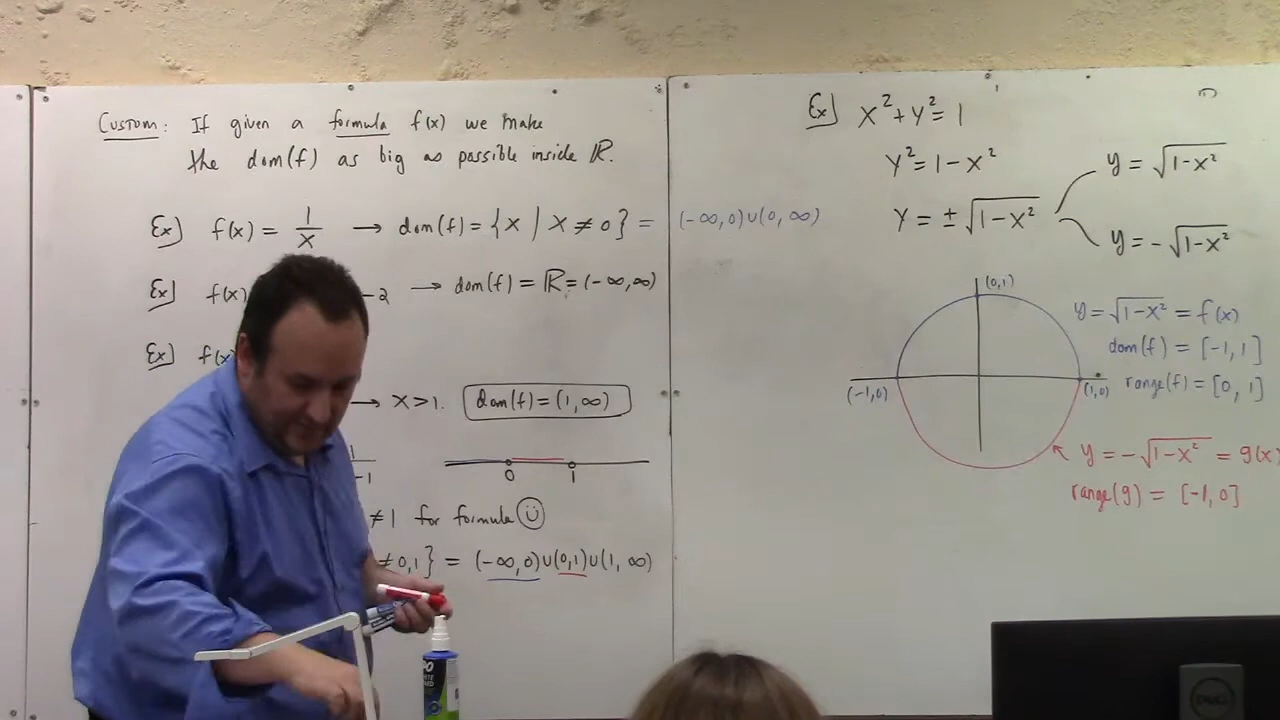 Custom: If given a formula f(x) we make
the dom(f) as big as possible inside ℝ.
Ex) f(x) = 1/x → dom(f) = {x | x ≠ 0} = (-∞,0)∪(0,∞)
Ex) f(x) -2 → dom(f) = ℝ = (-∞,∞)
Ex) f(x)
→ x>1. dom(f) = (1,∞)
1/-1
0 1
≠1 for formula
≠0,1} = (-∞,0)∪(0,1)∪(1,∞)
Ex) x²+y²=1
y²=1-x²
y = ±√(1-x²)
y = √(1-x²)
y = -√(1-x²)
(0,1)
(-1,0)
(1,0)
y = √(1-x²) = f(x)
dom(f) = [-1,1]
range(f) = [0,1]
y = -√(1-x²) = g(x)
range(g) = [-1,0]
DELL